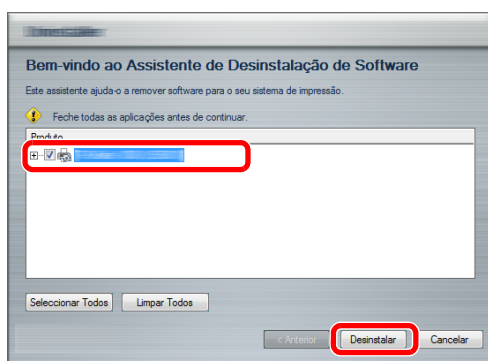 Bem-vindo ao Assistente de Desinstalação de Software
Este assistente ajuda-o a remover software para o seu sistema de impressão.
Feche todas as aplicações antes de continuar.
Produto
Seleccionar Todos Limpar Todos
< Anterior Desinstalar Cancelar